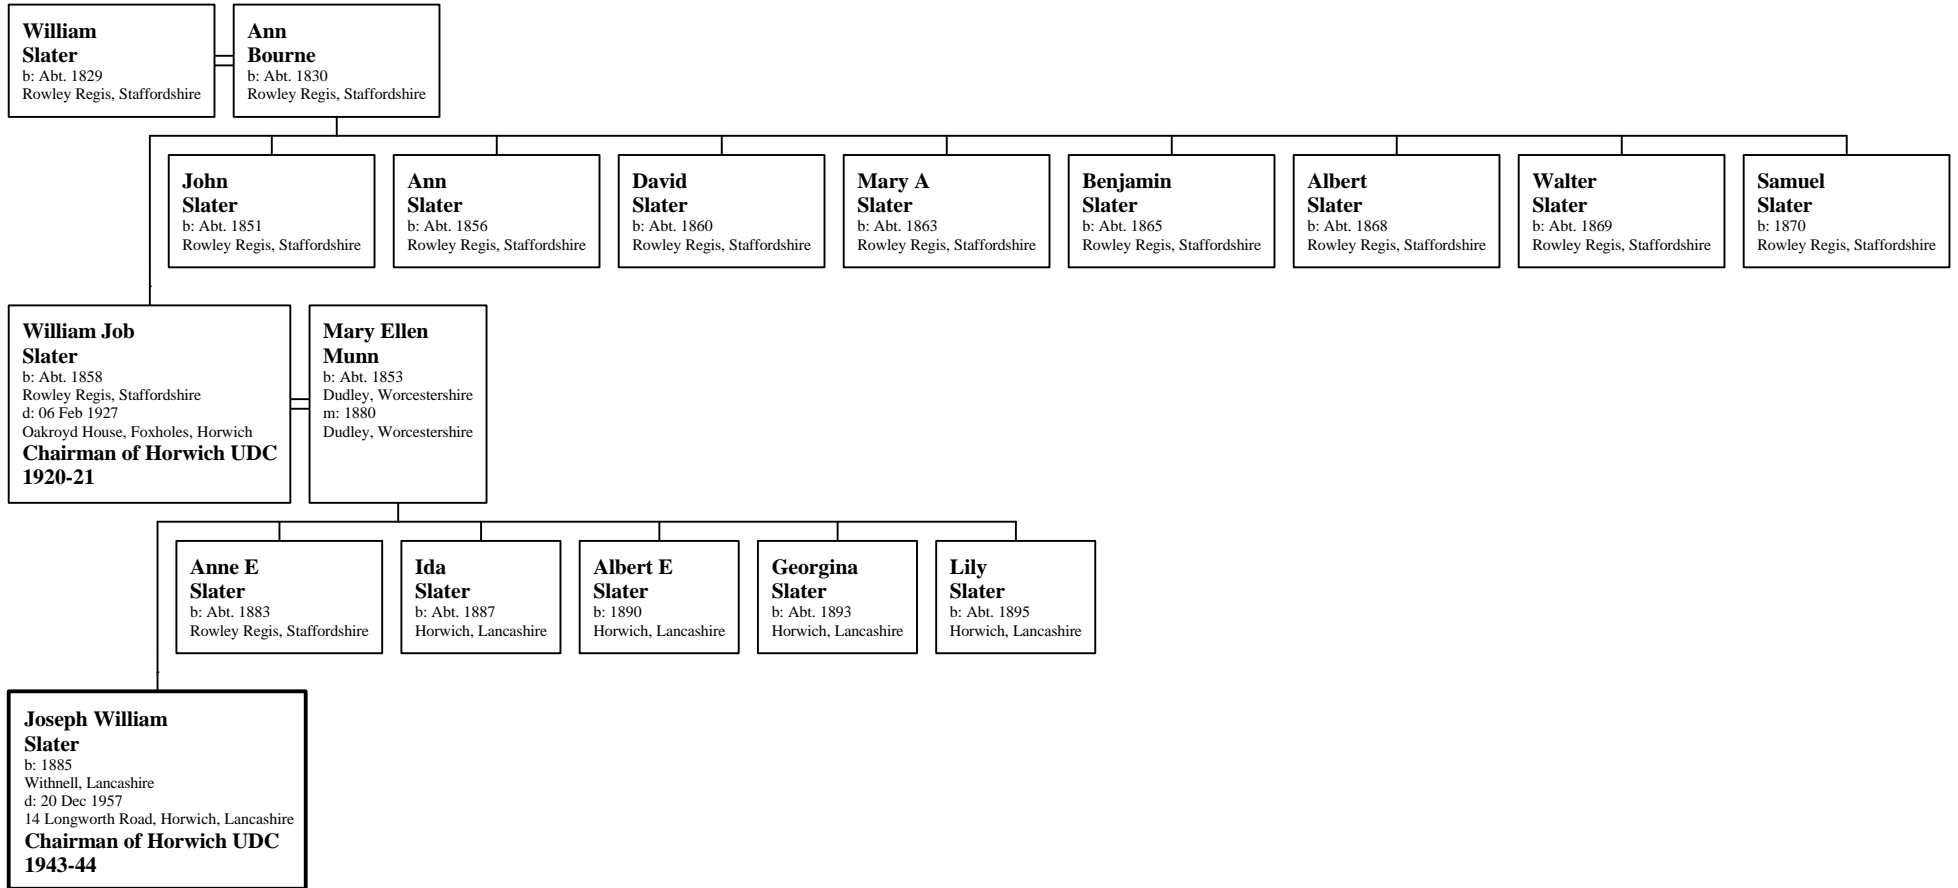 William
Slater
b: Abt. 1829
Rowley Regis, Staffordshire
Ann
Bourne
b: Abt. 1830
Rowley Regis, Staffordshire
John
Slater
b: Abt. 1851
Rowley Regis, Staffordshire
Ann
Slater
b: Abt. 1856
Rowley Regis, Staffordshire
David
Slater
b: Abt. 1860
Rowley Regis, Staffordshire
Mary A
Slater
b: Abt. 1863
Rowley Regis, Staffordshire
Benjamin
Slater
b: Abt. 1865
Rowley Regis, Staffordshire
Albert
Slater
b: Abt. 1868
Rowley Regis, Staffordshire
Walter
Slater
b: Abt. 1869
Rowley Regis, Staffordshire
Samuel
Slater
b: 1870
Rowley Regis, Staffordshire
William Job
Slater
b: Abt. 1858
Rowley Regis, Staffordshire
d: 06 Feb 1927
Oakroyd House, Foxholes, Horwich
Chairman of Horwich UDC
1920-21
Mary Ellen
Munn
b: Abt. 1853
Dudley, Worcestershire
m: 1880
Dudley, Worcestershire
Anne E
Slater
b: Abt. 1883
Rowley Regis, Staffordshire
Ida
Slater
b: Abt. 1887
Horwich, Lancashire
Albert E
Slater
b: 1890
Horwich, Lancashire
Georgina
Slater
b: Abt. 1893
Horwich, Lancashire
Lily
Slater
b: Abt. 1895
Horwich, Lancashire
Joseph William
Slater
b: 1885
Withnell, Lancashire
d: 20 Dec 1957
14 Longworth Road, Horwich, Lancashire
Chairman of Horwich UDC
1943-44